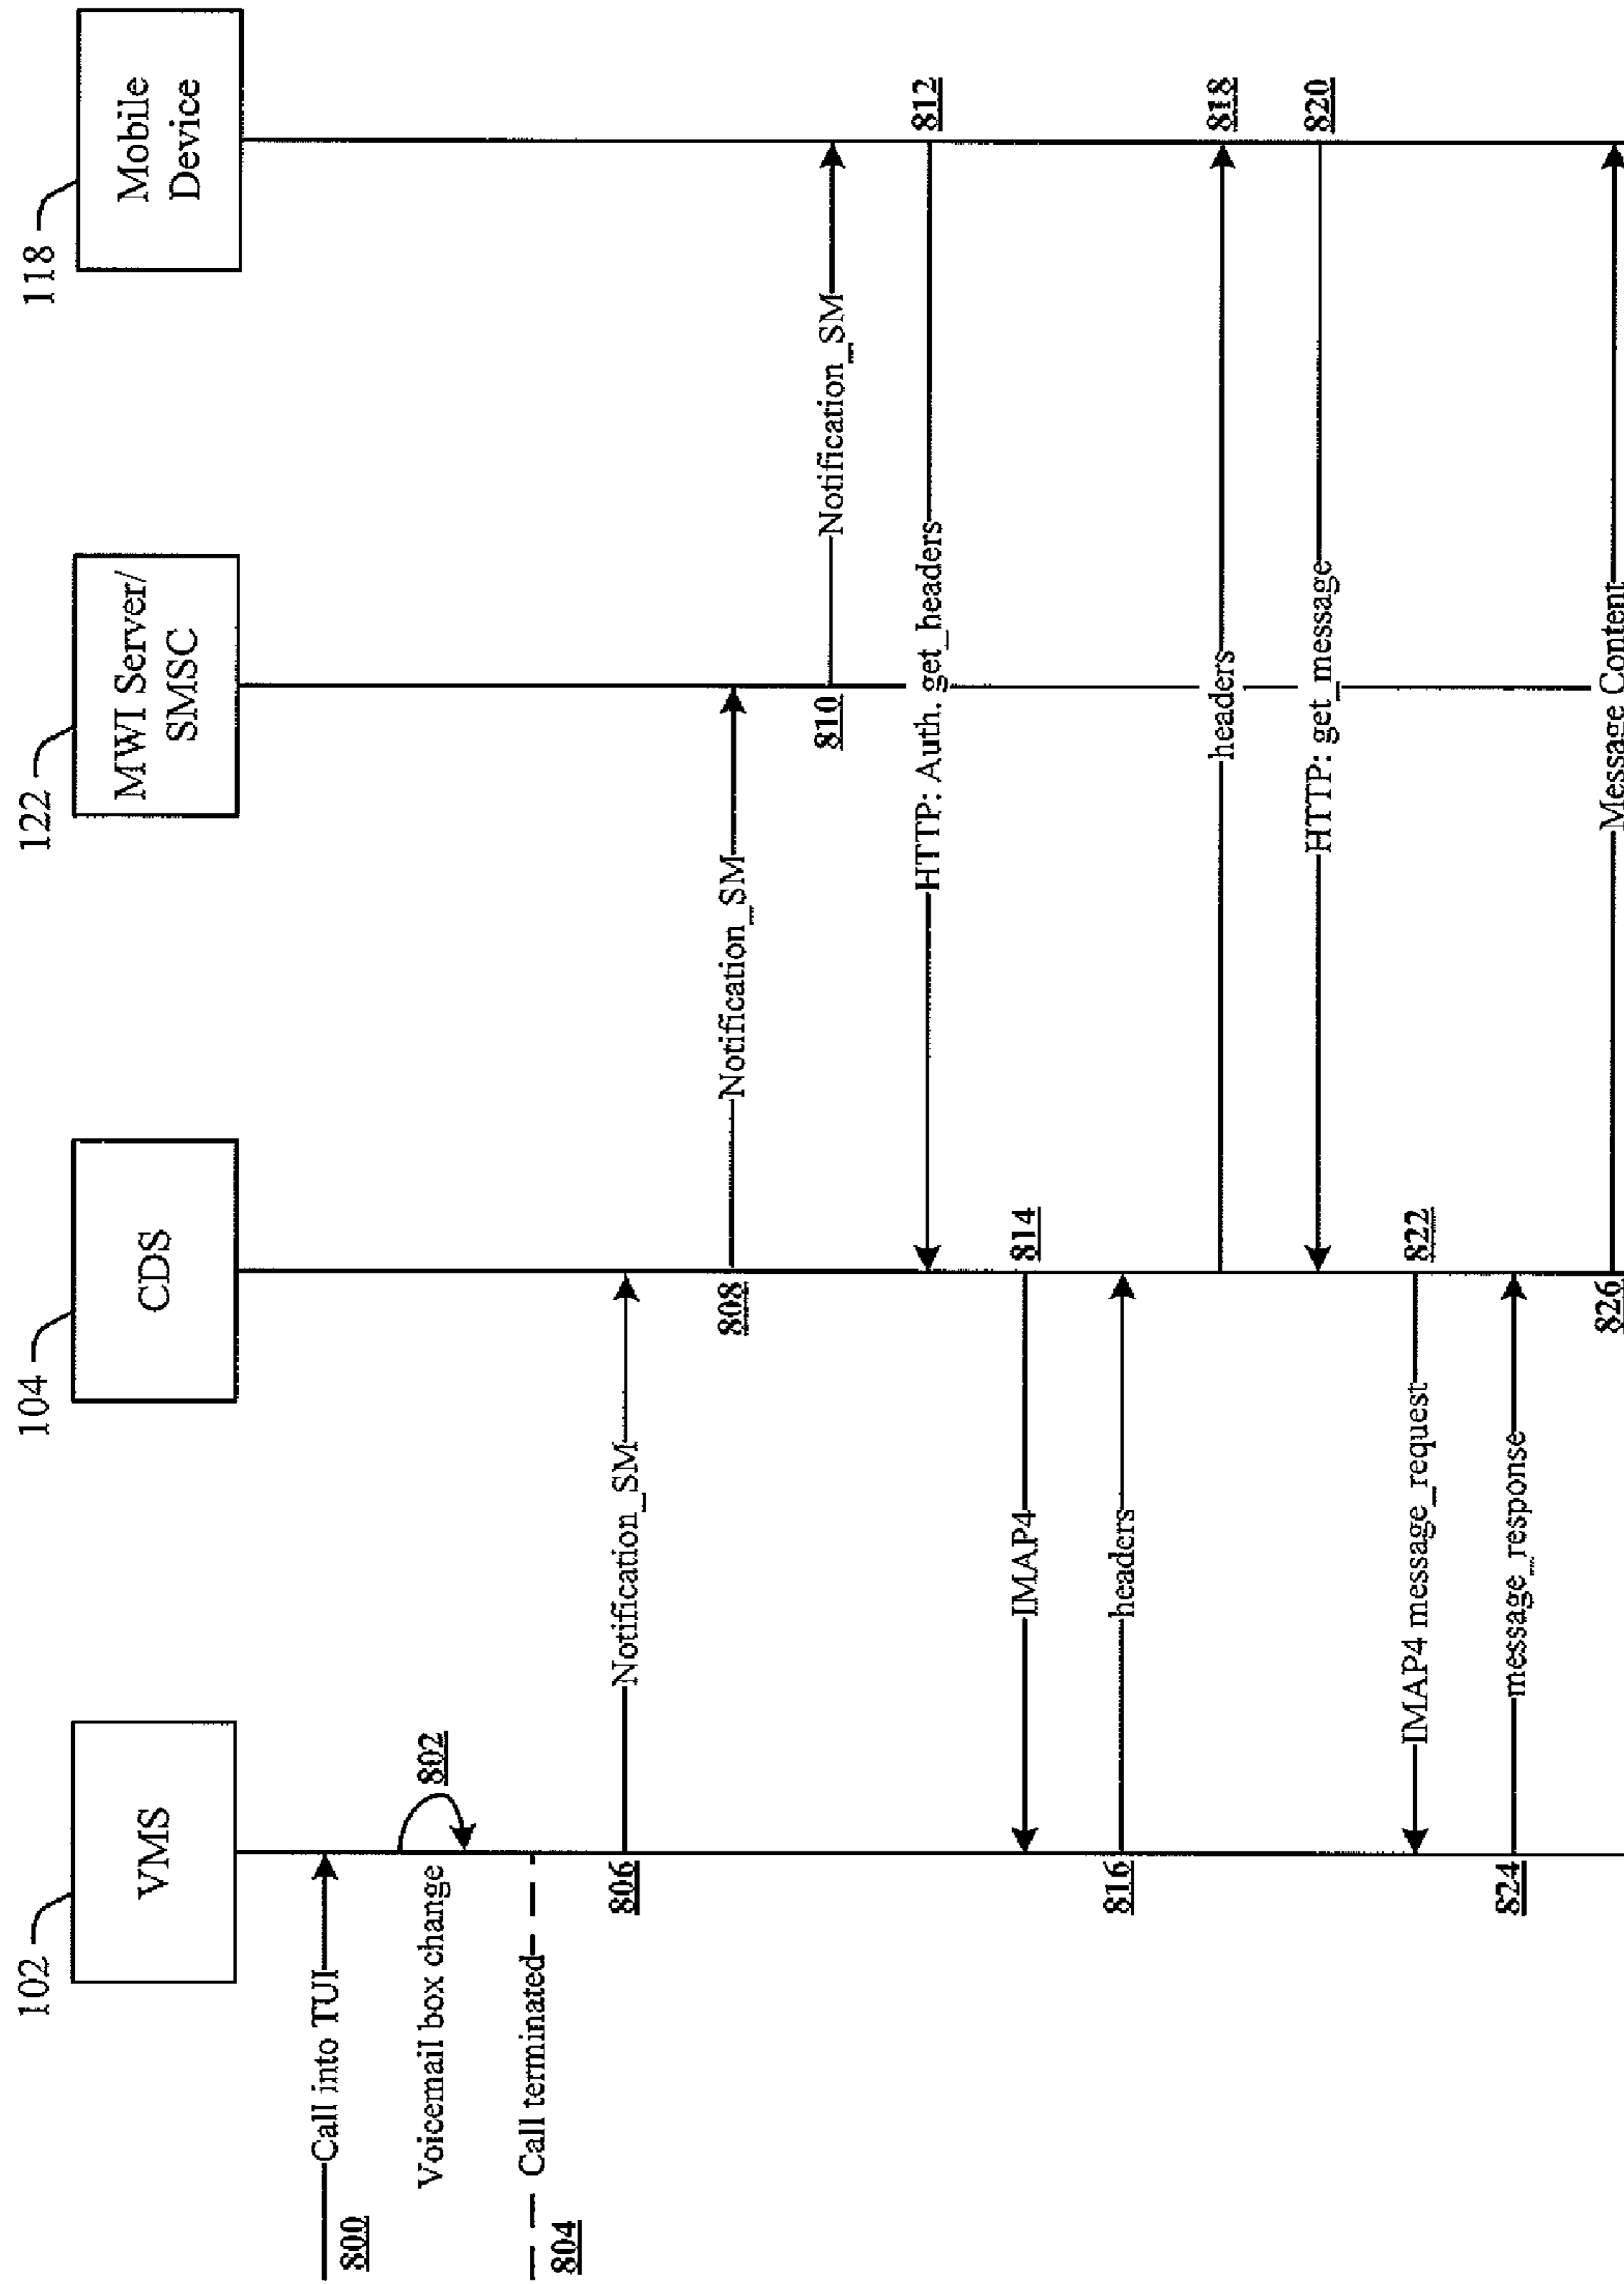 102
VMS
104
CDS
122
MWI Server/
SMSC
118
Mobile
Device
Call into TUI
800
Voicemail box change
802
Call terminated
804
Notification_SM
806
Notification_SM
808
Notification_SM
810
HTTP: Auth. get_headers
812
IMAP4
814
headers
816
headers
818
HTTP: get_message
820
IMAP4 message_request
822
message_response
824
Message Content
826